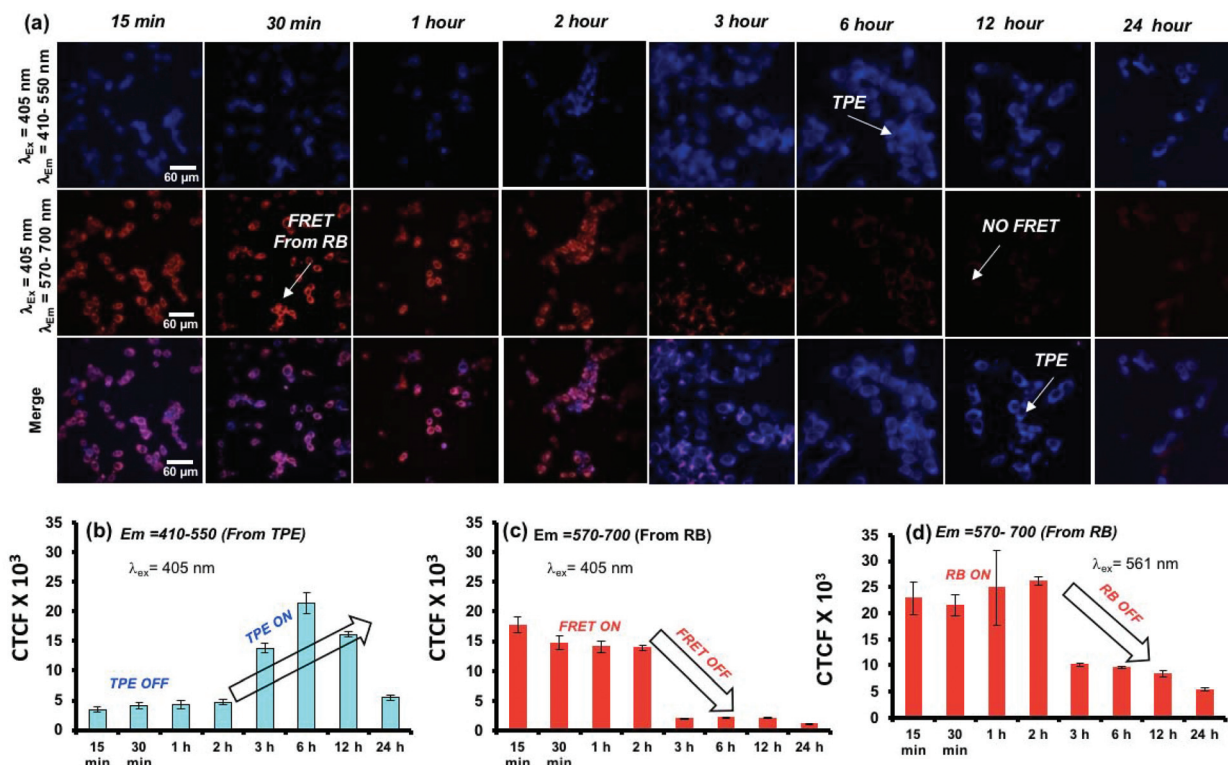 (a)
15 min
30 min
1 hour
2 hour
3 hour
6 hour
12 hour
24 hour
λEx = 405 nm
λEm = 410- 550 nm
60 µm
TPE
λEx = 405 nm
λEm = 570- 700 nm
60 µm
FRET
From RB
NO FRET
Merge
60 µm
TPE
(b) Em =410-550 (From TPE)
λex= 405 nm
CTCF X 10³
35
30
25
20
15
10
5
0
TPE OFF
TPE ON
15 min
30 min
1 h
2 h
3 h
6 h
12 h
24 h
(c) Em =570-700 (From RB)
λex= 405 nm
CTCF X 10³
35
30
25
20
15
10
5
0
FRET ON
FRET OFF
15 min
30 min
1 h
2 h
3 h
6 h
12 h
24 h
(d) Em =570- 700 (From RB)
λex= 561 nm
CTCF X 10³
35
30
25
20
15
10
5
0
RB ON
RB OFF
15 min
30 min
1 h
2 h
3 h
6 h
12 h
24 h